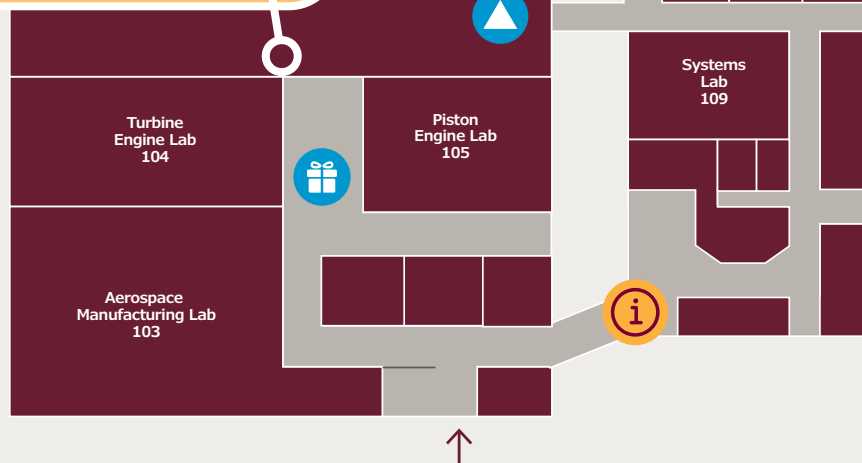 Systems
Lab
109
Turbine
Engine Lab
104
Piston
Engine Lab
105
Aerospace
Manufacturing Lab
103
i